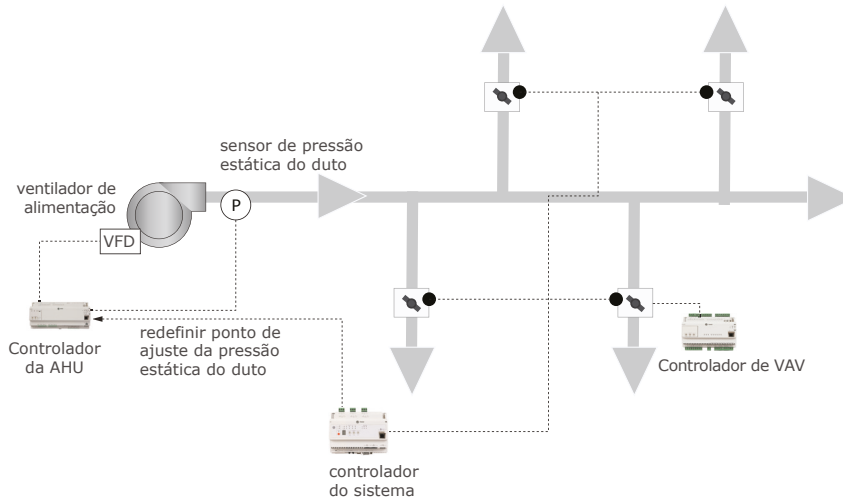 sensor de pressão
estática do duto
ventilador de
alimentação
P
VFD
redefinir ponto de
ajuste da pressão
estática do duto
Controlador
da AHU
Controlador de VAV
controlador
do sistema